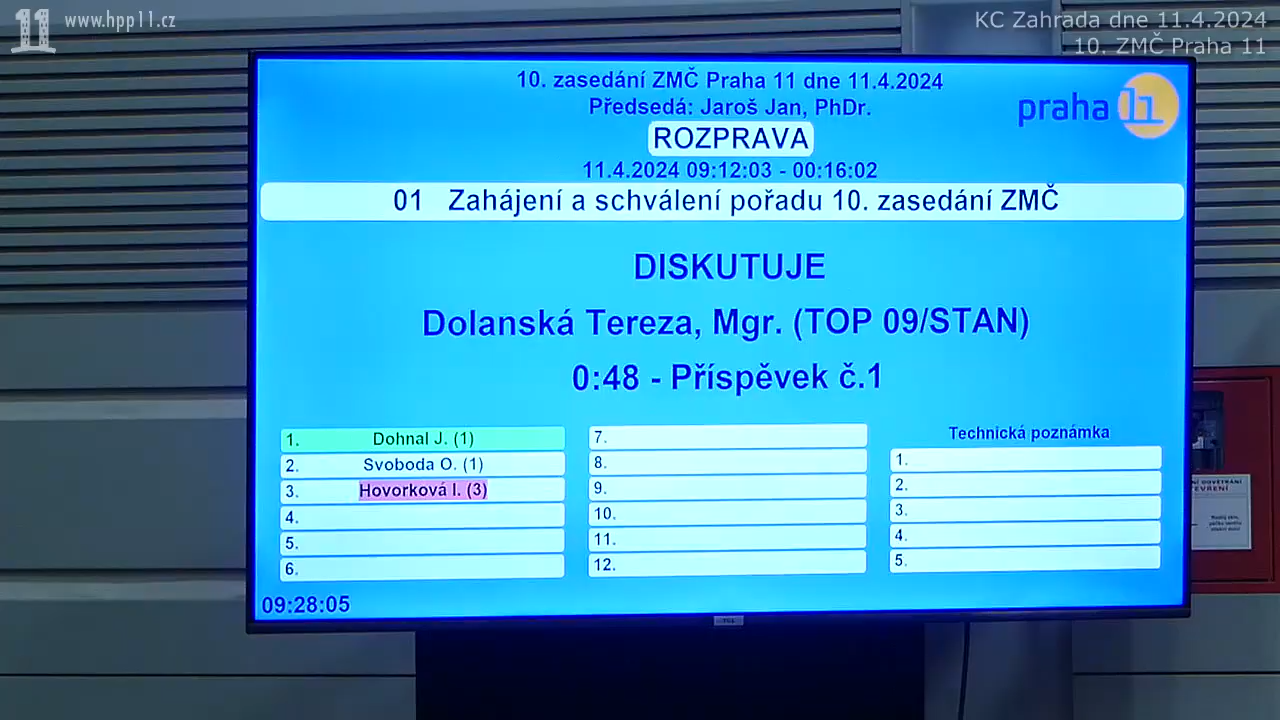 11 www.hpp11.cz
KC Zahrada dne 11.4.2024
10. ZMČ Praha 11
10. zasedání ZMČ Praha 11 dne 11.4.2024
Předsedá: Jaroš Jan, PhDr.
praha 11
ROZPRAVA
11.4.2024 09:12:03 - 00:16:02
01 Zahájení a schválení pořadu 10. zasedání ZMČ
DISKUTUJE
Dolanská Tereza, Mgr. (TOP 09/STAN)
0:48 - Příspěvek č.1
1. Dohnal J. (1)
2. Svoboda O. (1)
3. Hovorková I. (3)
4.
5.
6.
7.
8.
9.
10.
11.
12.
Technická poznámka
1.
2.
3.
4.
5.
09:28:05
TCL